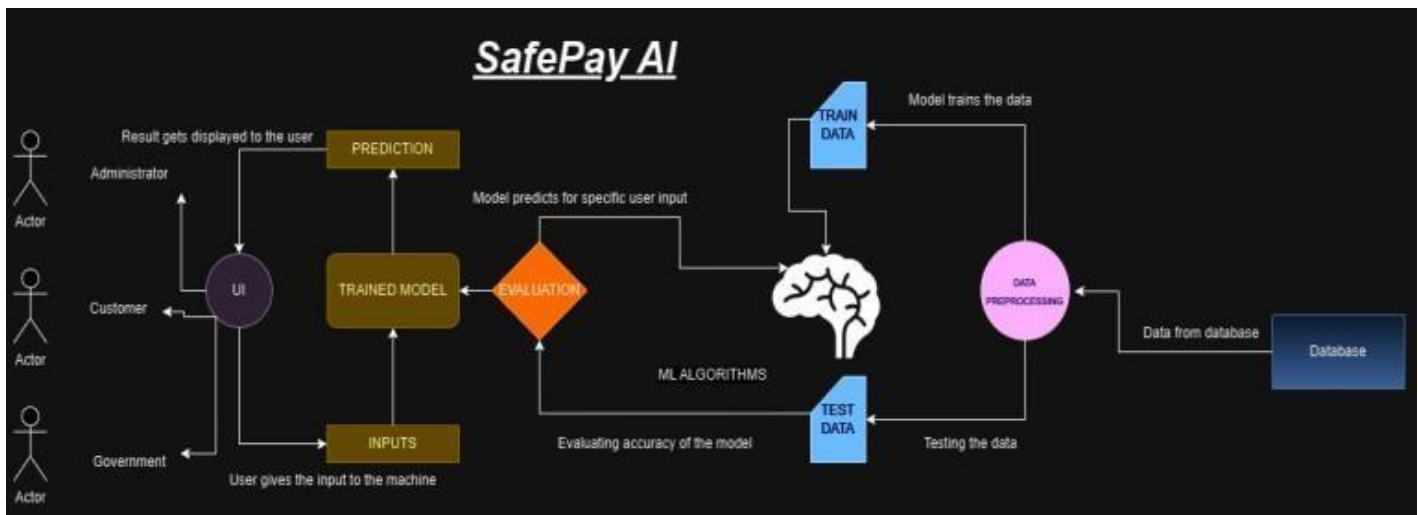 SafePay AI
Result gets displayed to the user
Administrator
Actor
PREDICTION
Model predicts for specific user input
TRAIN
DATA
Model trains the data
UI
TRAINED MODEL
EVALUATION
DATA
PREPROCESSING
Customer
Actor
Data from database
Database
ML ALGORITHMS
INPUTS
Evaluating accuracy of the model
TEST
DATA
Testing the data
Government
User gives the input to the machine
Actor